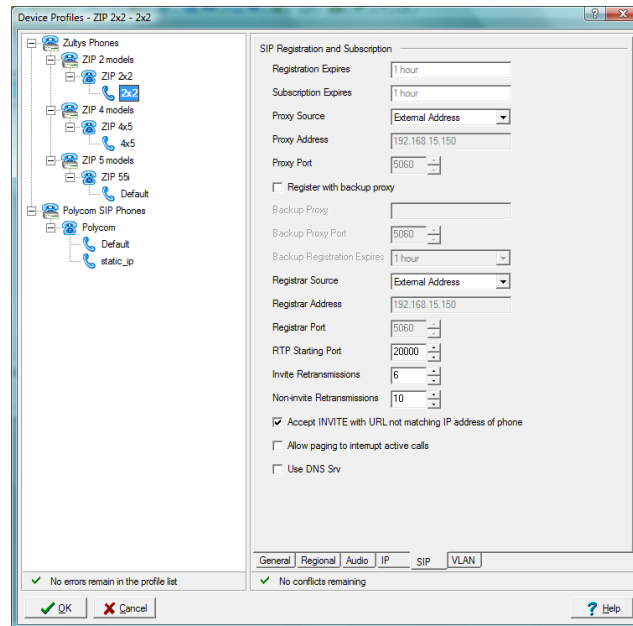 Device Profiles - ZIP 2x2 - 2x2
Zultys Phones
ZIP 2 models
ZIP 2x2
2x2
ZIP 4 models
ZIP 4x5
4x5
ZIP 5 models
ZIP 55i
Default
Polycom SIP Phones
Polycom
Default
static_ip
No errors remain in the profile list
SIP Registration and Subscription
Registration Expires 1 hour
Subscription Expires 1 hour
Proxy Source External Address
Proxy Address 192.168.15.150
Proxy Port 5060
Register with backup proxy
Backup Proxy
Backup Proxy Port 5060
Backup Registration Expires 1 hour
Registrar Source External Address
Registrar Address 192.168.15.150
Registrar Port 5060
RTP Starting Port 20000
Invite Retransmissions 6
Non-invite Retransmissions 10
Accept INVITE with URL not matching IP address of phone
Allow paging to interrupt active calls
Use DNS Srv
General Regional Audio IP SIP VLAN
No conflicts remaining
OK Cancel ? Help